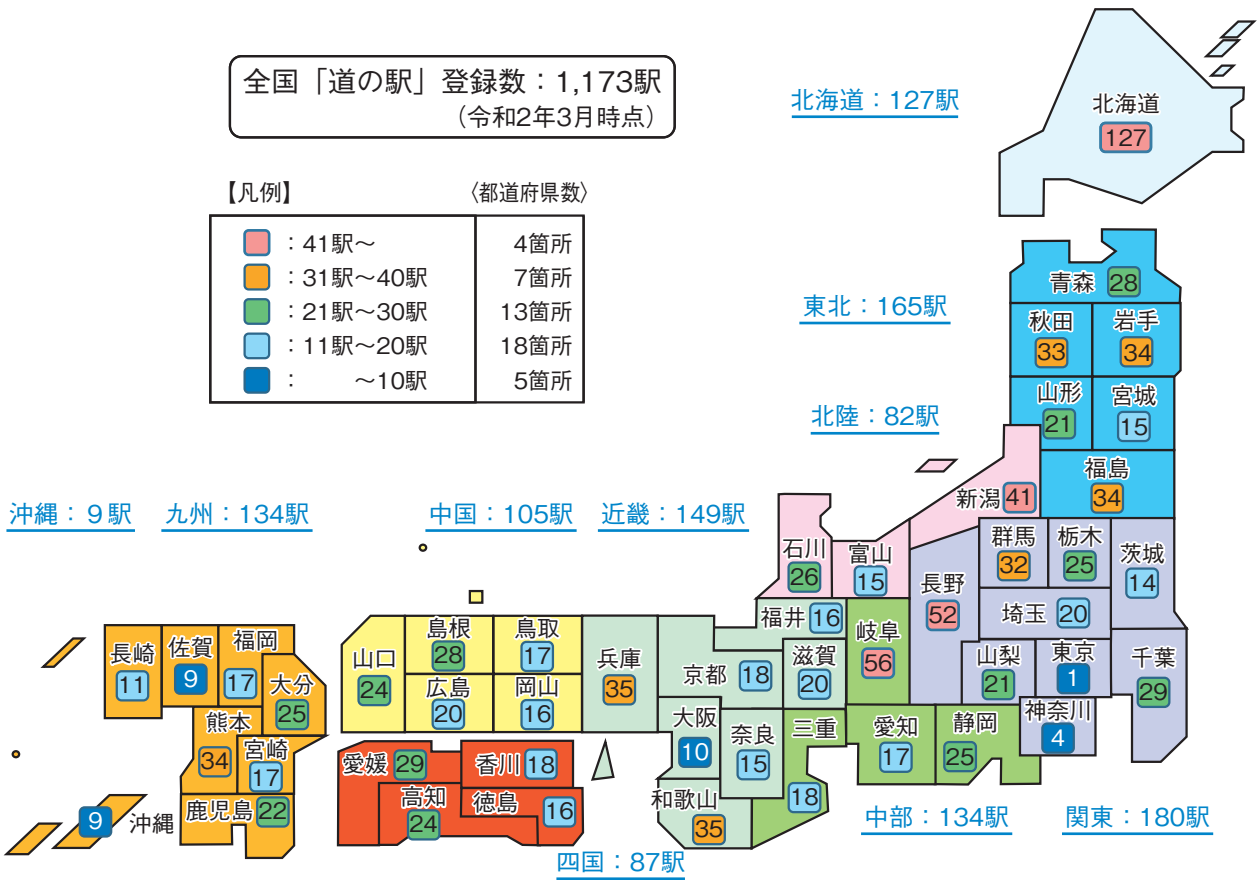 全国「道の駅」登録数：1,173駅
（令和2年3月時点）
【凡例】 〈都道府県数〉
：41駅～ 4箇所
：31駅～40駅 7箇所
：21駅～30駅 13箇所
：11駅～20駅 18箇所
： ～10駅 5箇所
北海道：127駅
北海道
127
東北：165駅
青森 28
秋田
33
岩手
34
山形
21
宮城
15
福島
34
北陸：82駅
新潟 41
石川
26
富山
15
沖縄：9駅
九州：134駅
中国：105駅
近畿：149駅
群馬
32
栃木
25
茨城
14
長野
52
埼玉 20
山梨
21
東京
1
千葉
29
神奈川
4
福井 16
岐阜
56
滋賀
20
京都 18
兵庫
35
大阪
10
奈良
15
三重
18
和歌山
35
愛知
17
静岡
25
島根
28
鳥取
17
山口
24
広島
20
岡山
16
長崎
11
佐賀
9
福岡
17
大分
25
熊本
34
宮崎
17
鹿児島 22
9 沖縄
愛媛 29
香川 18
高知
24
徳島 16
中部：134駅
関東：180駅
四国：87駅